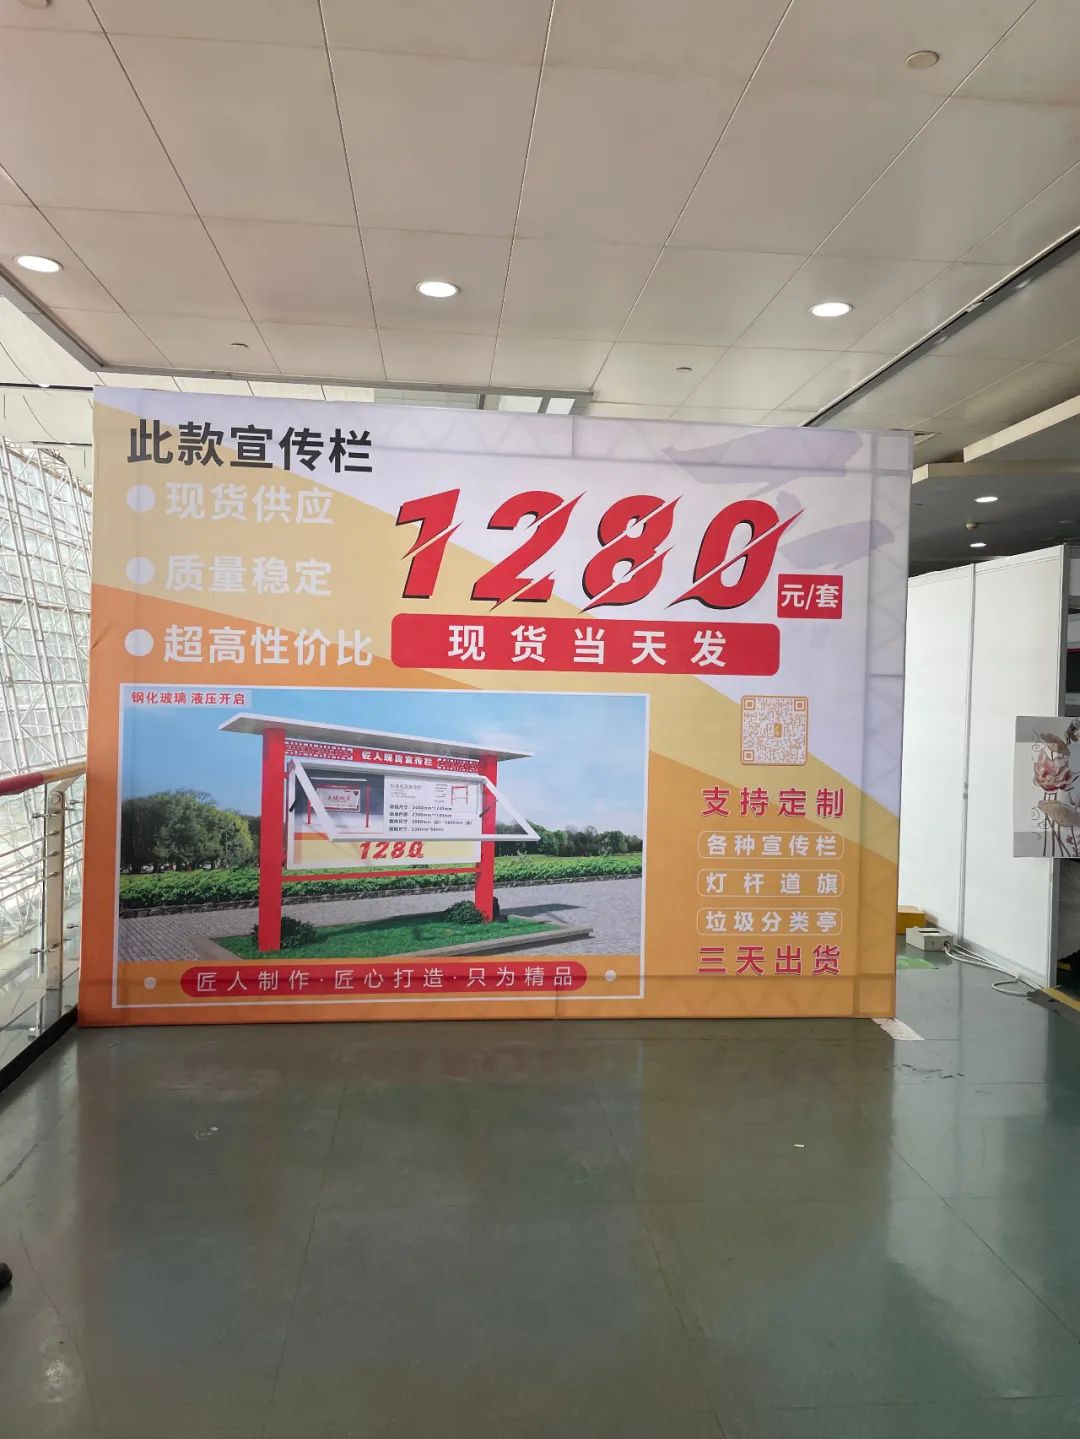 此款宣传栏
现货供应
质量稳定
超高性价比
1280
元/套
现货当天发
钢化玻璃 液压开启
匠人现货宣传栏
1280
匠人制作·匠心打造·只为精品
支持定制
各种宣传栏
灯杆道旗
垃圾分类亭
三天出货